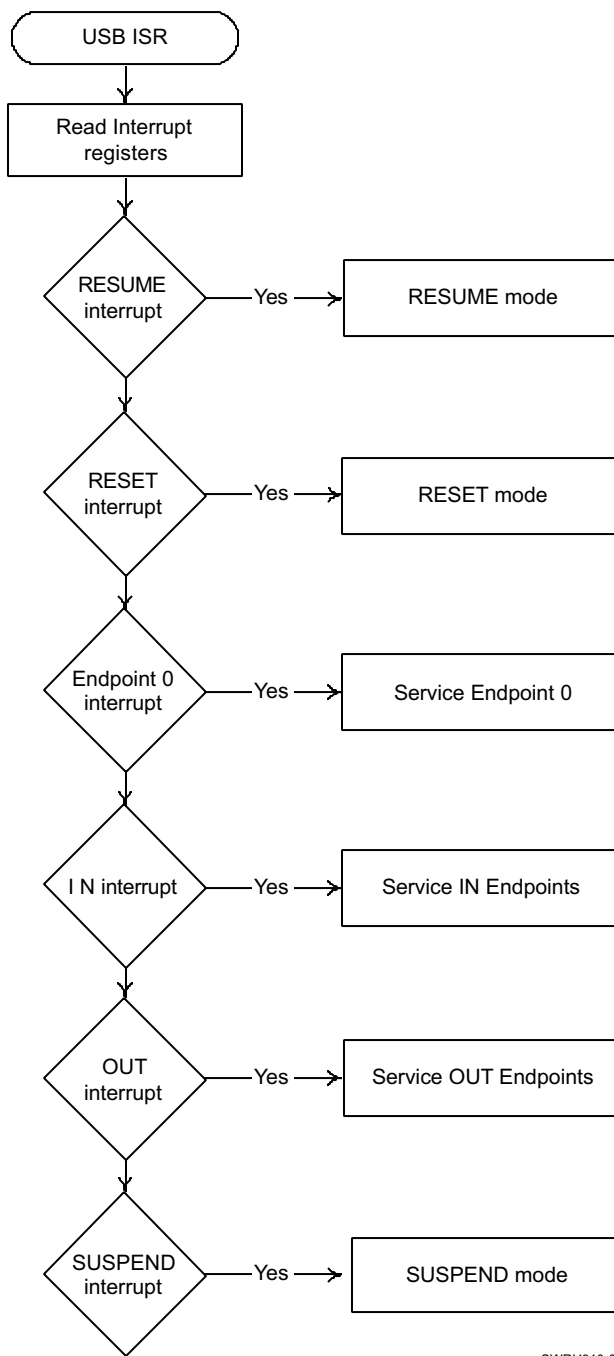 USB ISR
Read Interrupt
registers
RESUME
interrupt
Yes
RESUME mode
RESET
interrupt
Yes
RESET mode
Endpoint 0
interrupt
Yes
Service Endpoint 0
I N interrupt
Yes
Service IN Endpoints
OUT
interrupt
Yes
Service OUT Endpoints
SUSPEND
interrupt
Yes
SUSPEND mode